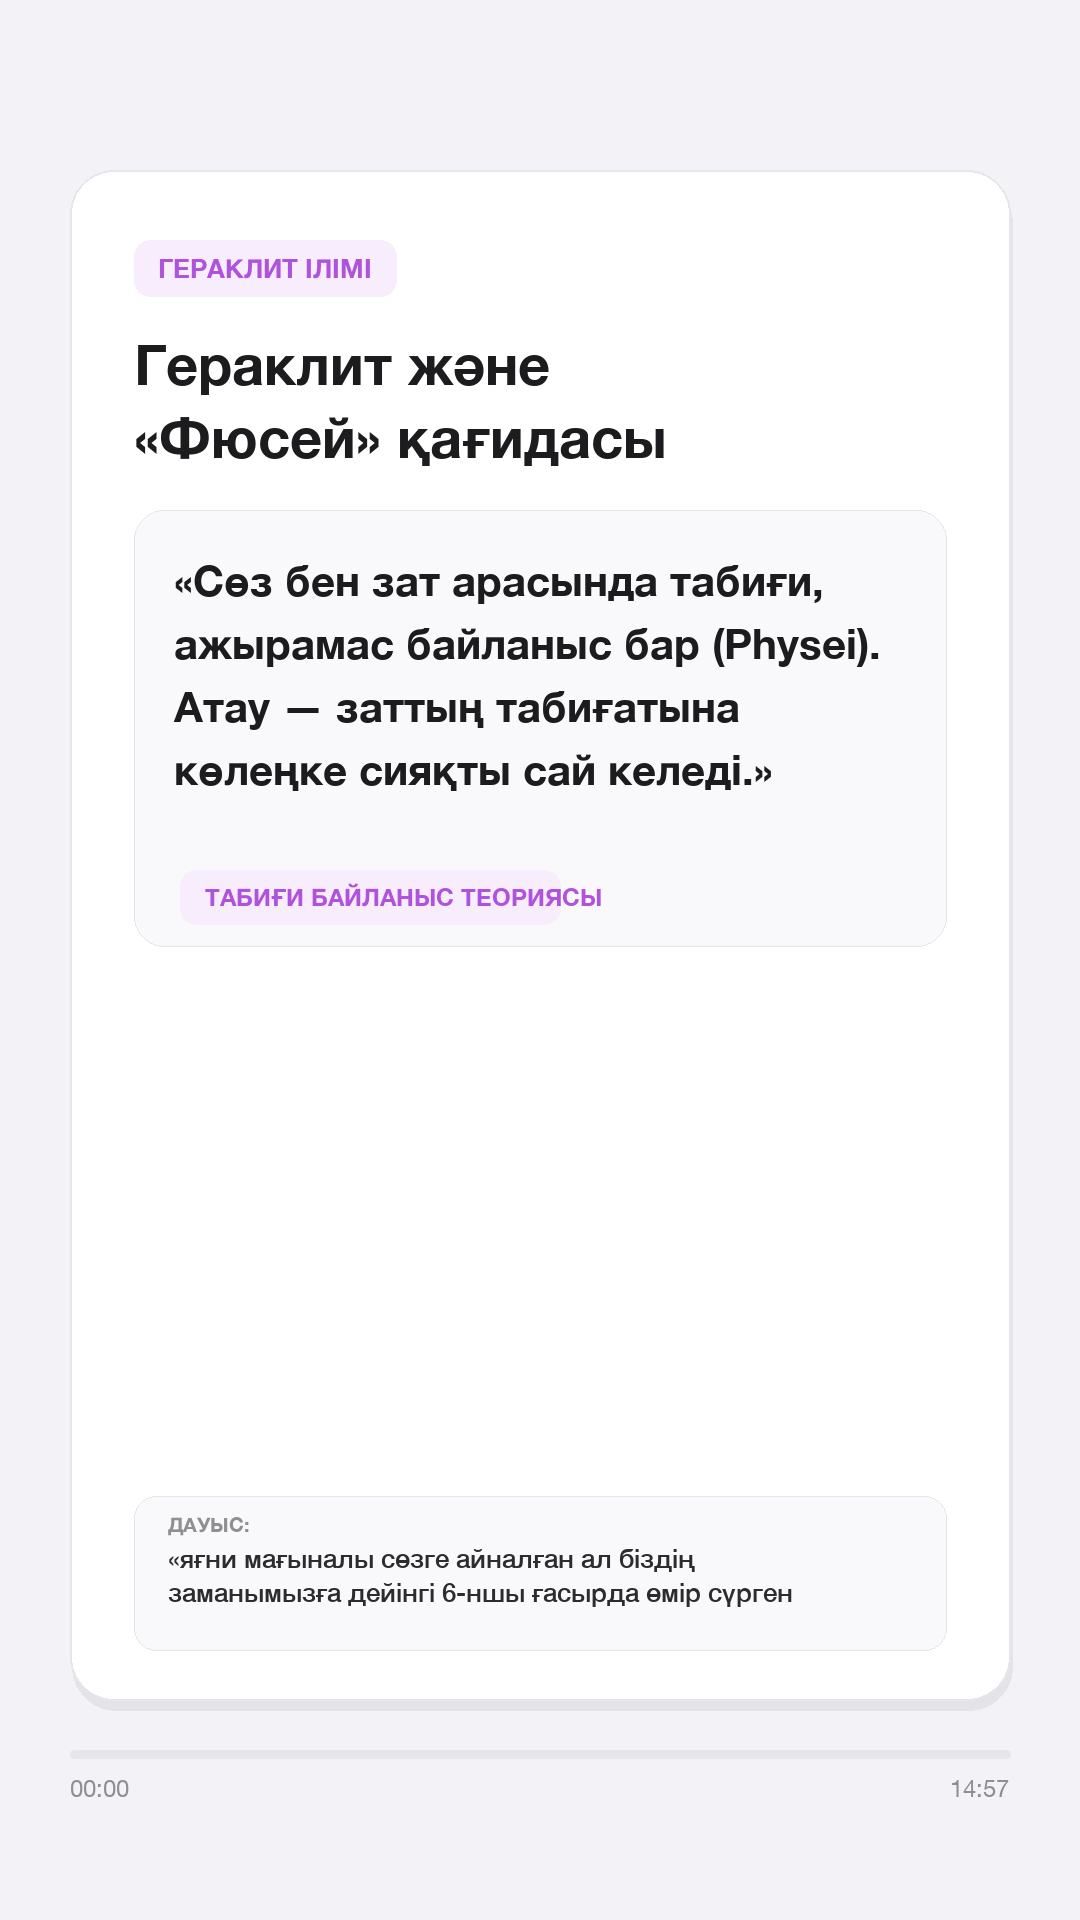 ГЕРАКЛИТ ІЛІМІ
Гераклит және
«Фюсей» қағидасы
«Сөз бен зат арасында табиғи,
ажырамас байланыс бар (Physei).
Атау — заттың табиғатына
көлеңке сияқты сай келеді.»
ТАБИҒИ БАЙЛАНЫС ТЕОРИЯСЫ
ДАУЫС:
«яғни мағыналы сөзге айналған ал біздің
заманымызға дейінгі 6-ншы ғасырда өмір сүрген
00:00
14:57